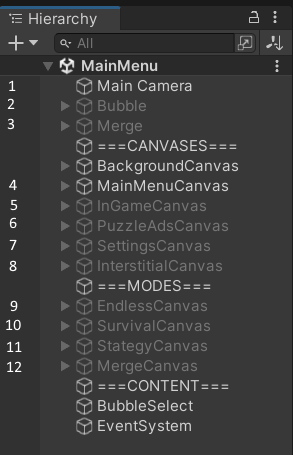 Hierarchy
All
MainMenu
1 Main Camera
2 Bubble
3 Merge
===CANVASES===
BackgroundCanvas
4 MainMenuCanvas
5 InGameCanvas
6 PuzzleAdsCanvas
7 SettingsCanvas
8 InterstitialCanvas
===MODES===
9 EndlessCanvas
10 SurvivalCanvas
11 StategyCanvas
12 MergeCanvas
===CONTENT===
BubbleSelect
EventSystem